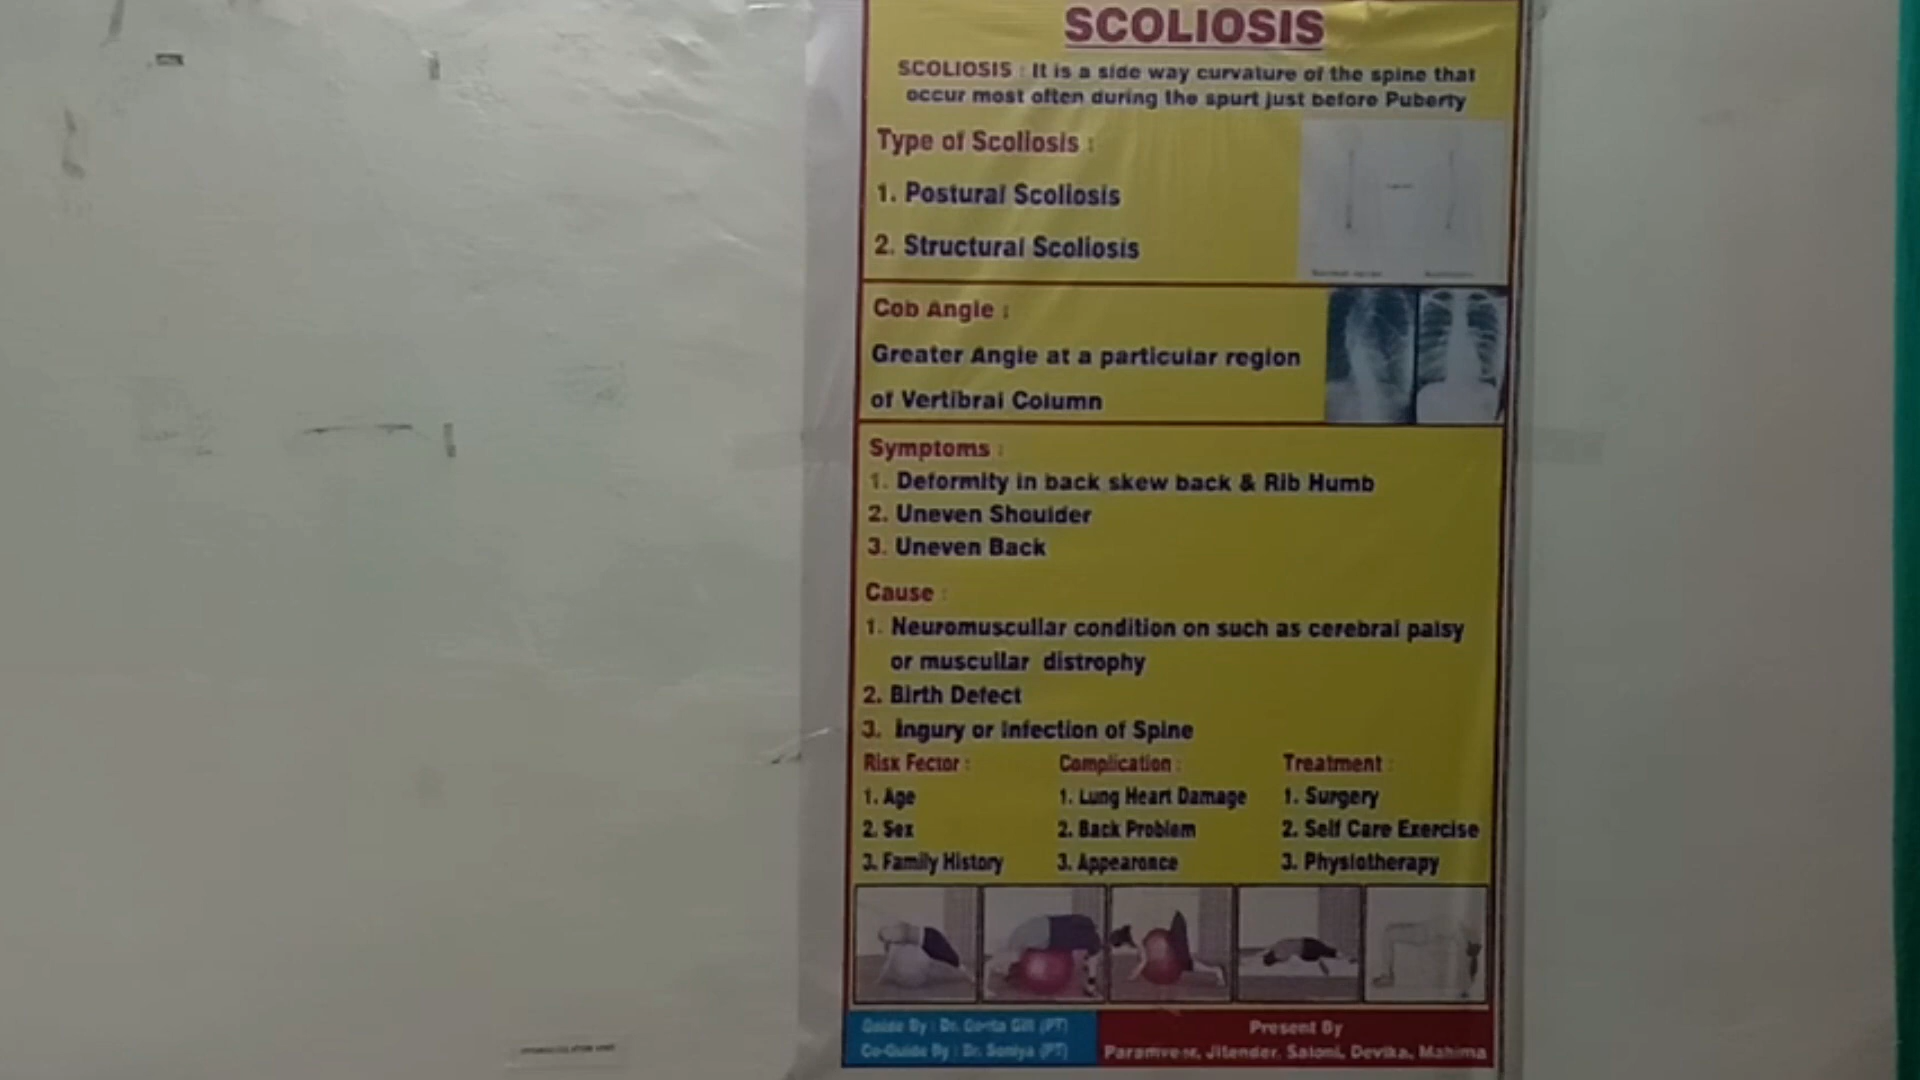 SCOLIOSIS
SCOLIOSIS : It is a side way curvature of the spine that
occur most often during the spurt just before Puberty
Type of Scoliosis :
1. Postural Scoliosis
2. Structural Scoliosis
Cob Angle :
Greater Angle at a particular region
of Vertibral Column
Symptoms :
1. Deformity in back skew back & Rib Humb
2. Uneven Shoulder
3. Uneven Back
Cause :
1. Neuromuscullar condition on such as cerebral palsy
or muscullar distrophy
2. Birth Defect
3. Ingury or Infection of Spine
Risk Fector :
1. Age
2. Sex
3. Family History
Complication :
1. Lung Heart Damage
2. Back Problem
3. Appearance
Treatment :
1. Surgery
2. Self Care Exercise
3. Physiotherapy
Guide By : Dr. Gill (PT)
Co-Guide By : Dr. Soniya (PT)
Present By
Paramveer, Jitender, Saloni, Devika, Mahima